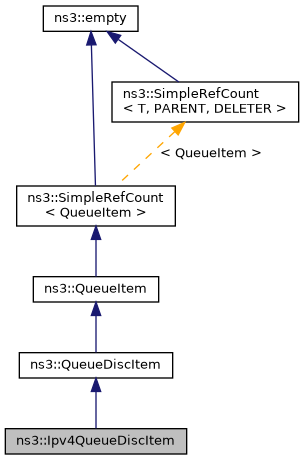 ns3::empty
ns3::SimpleRefCount
< T, PARENT, DELETER >
< QueueItem >
ns3::SimpleRefCount
< QueueItem >
ns3::QueueItem
ns3::QueueDiscItem
ns3::Ipv4QueueDiscItem